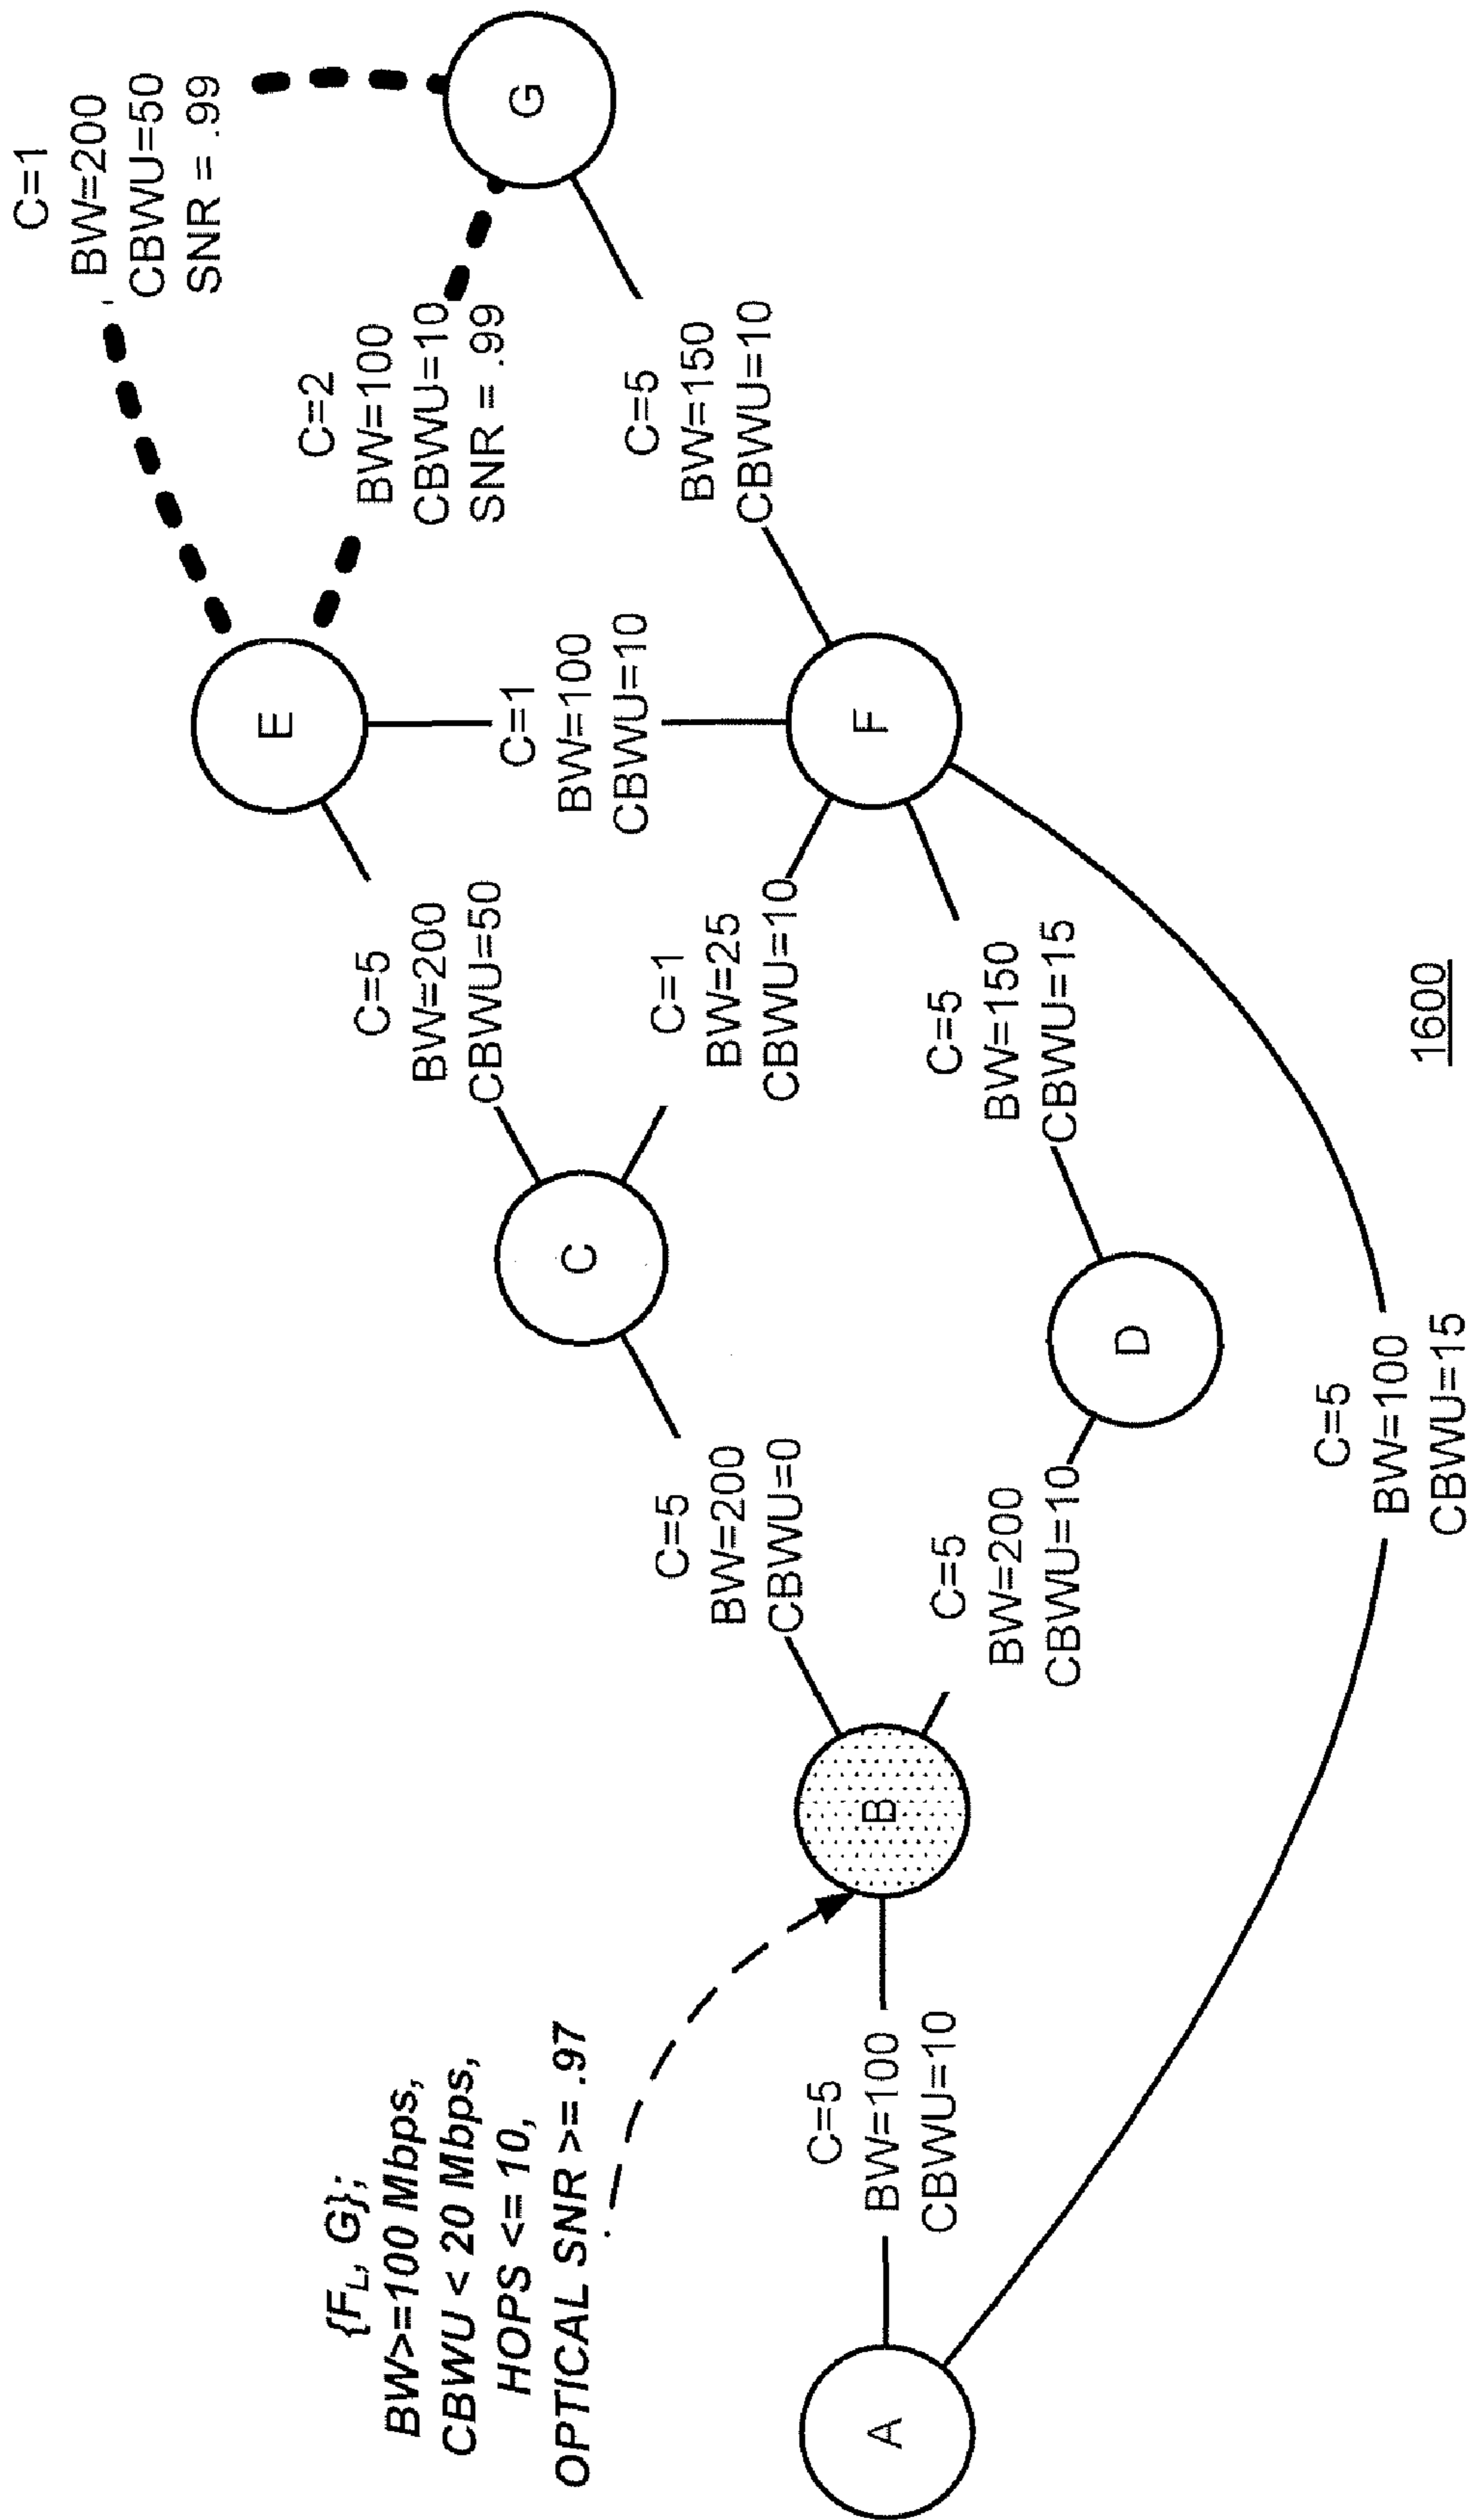 {F_L, G};
BW>=100 Mbps,
CBWU < 20 Mbps,
HOPS <= 10,
OPTICAL SNR >= .97
A
C=5
BW=100
CBWU=10
B
C=5
BW=200
CBWU=0
C=5
BW=200
CBWU=10
C
D
C=5
BW=200
CBWU=50
C=1
BW=25
CBWU=10
C=5
BW=150
CBWU=15
C=5
BW=100
CBWU=15
E
C=1
BW=100
CBWU=10
F
C=1
BW=200
CBWU=50
SNR = .99
C=2
BW=100
CBWU=10
SNR = .99
C=5
BW=150
CBWU=10
G
1600